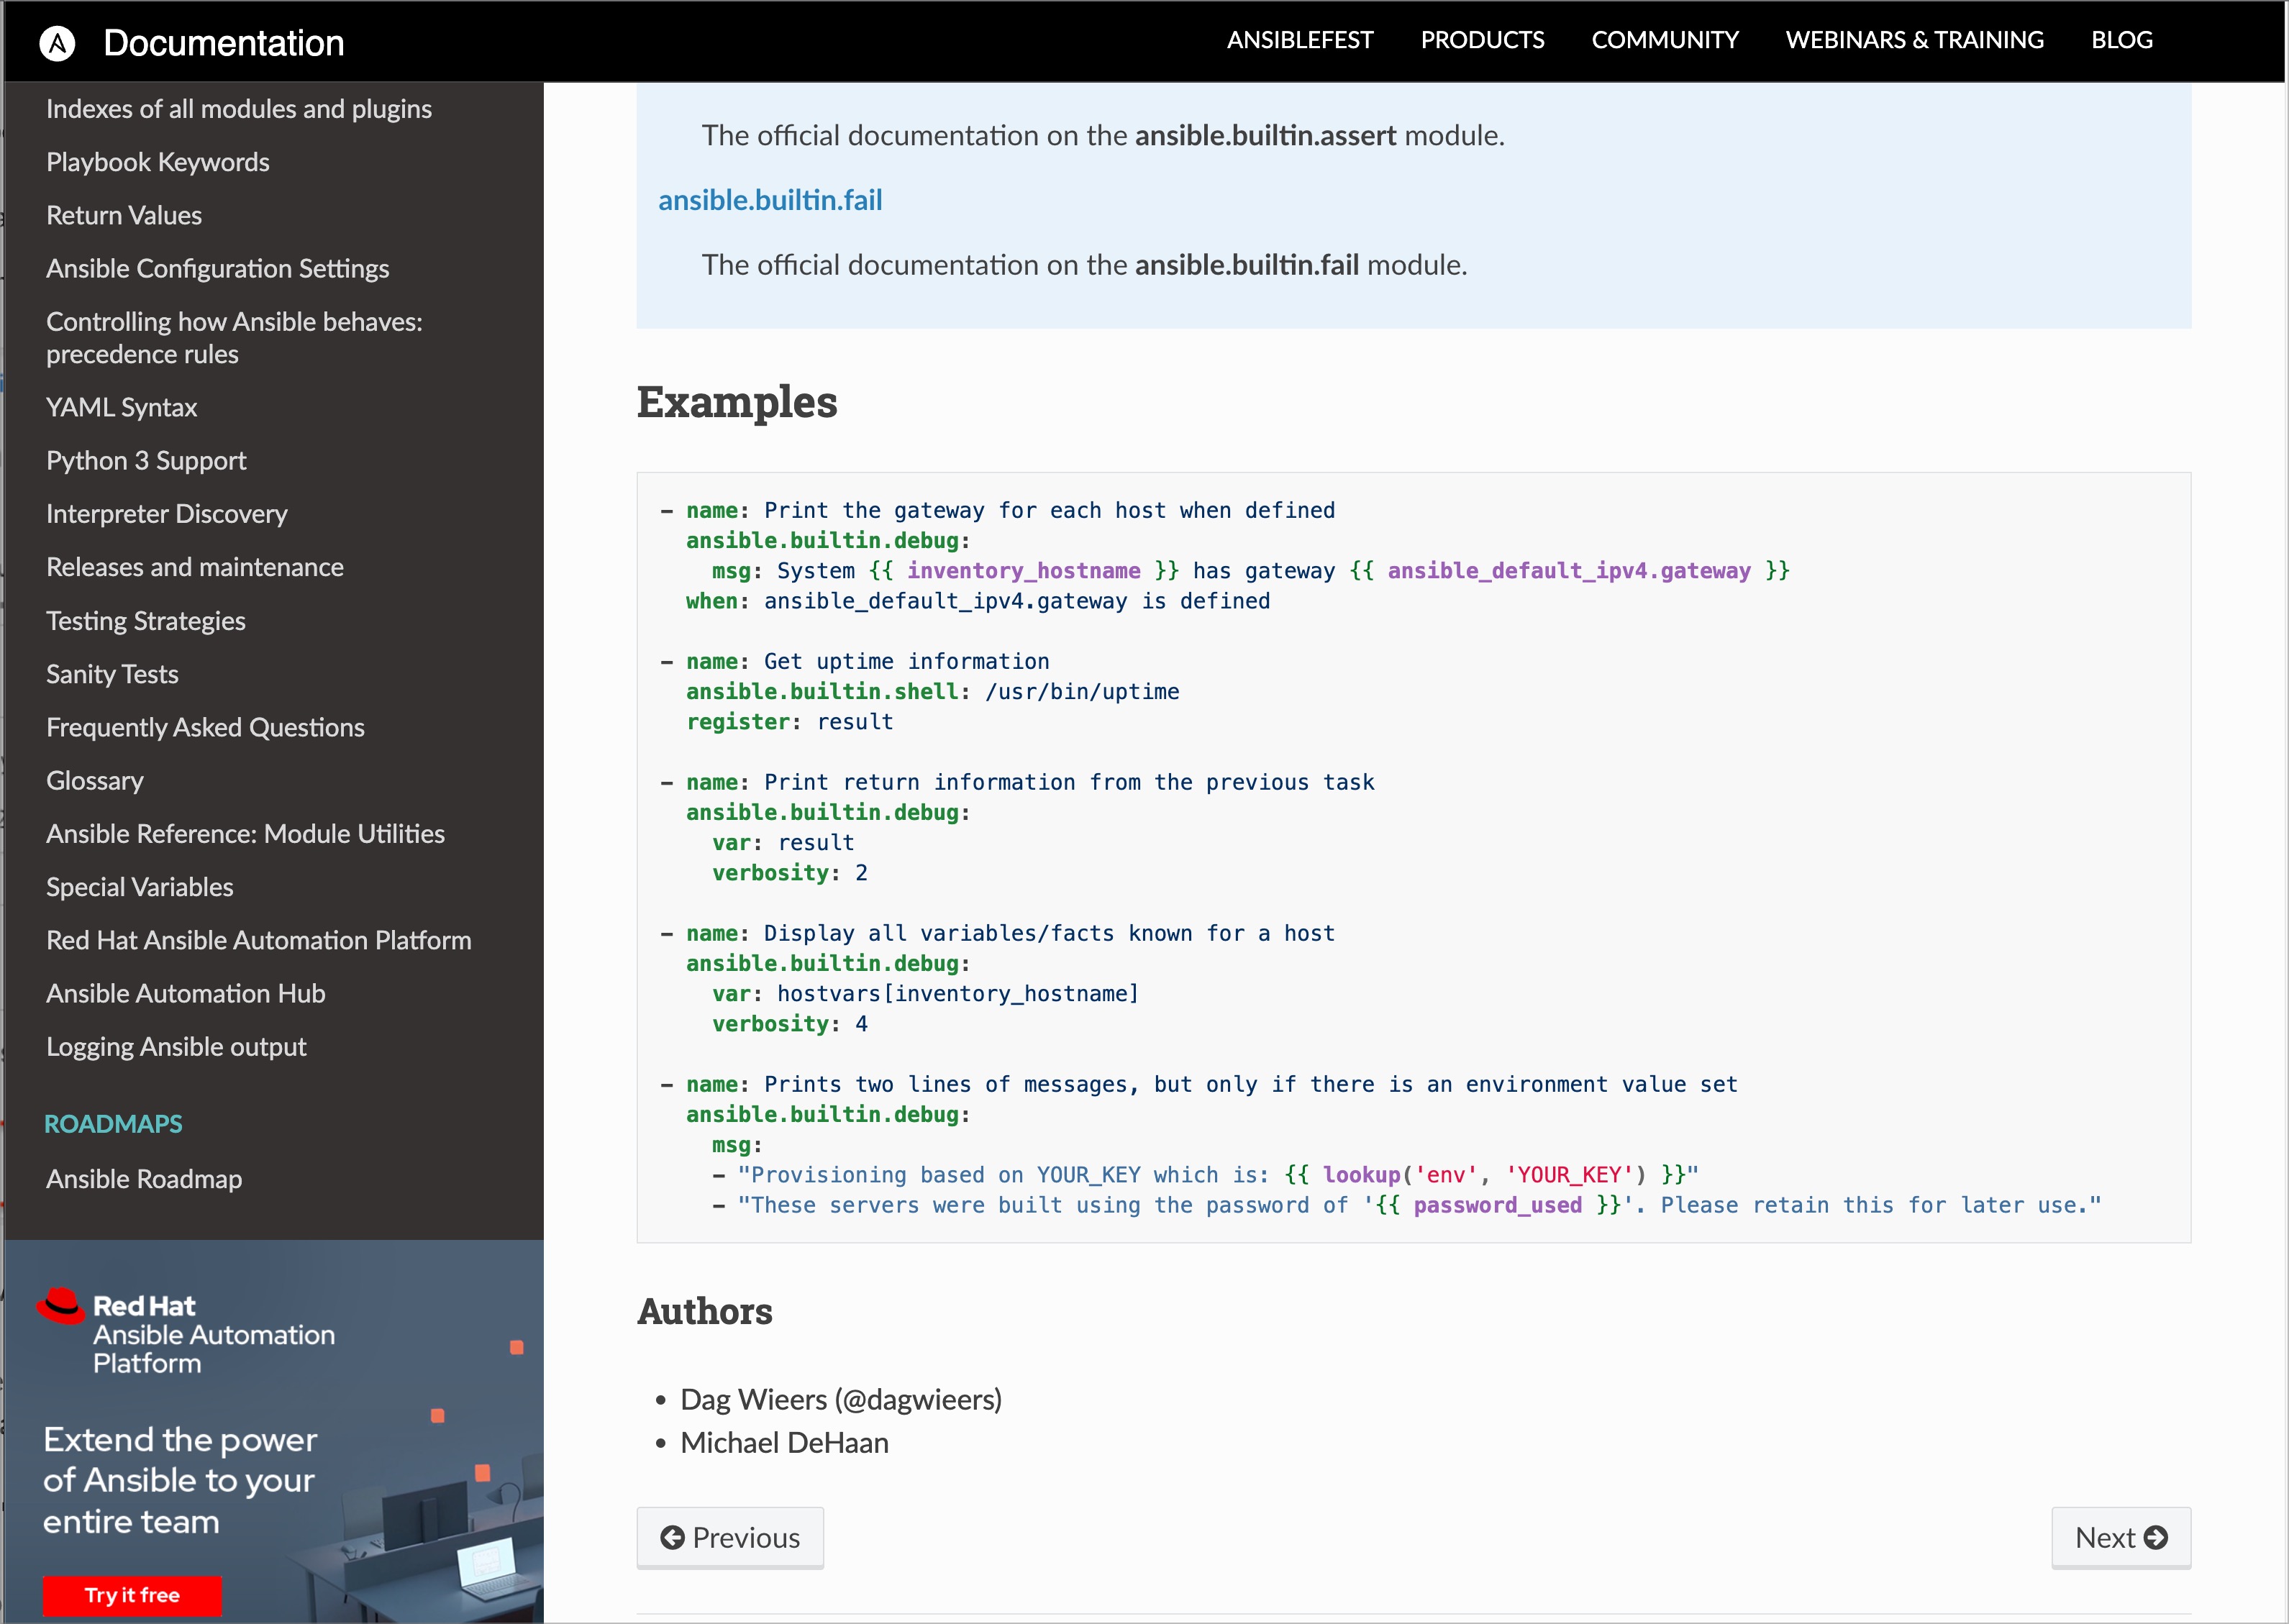 Documentation
ANSIBLEFEST PRODUCTS COMMUNITY WEBINARS & TRAINING BLOG
Indexes of all modules and plugins
Playbook Keywords
Return Values
Ansible Configuration Settings
Controlling how Ansible behaves:
precedence rules
YAML Syntax
Python 3 Support
Interpreter Discovery
Releases and maintenance
Testing Strategies
Sanity Tests
Frequently Asked Questions
Glossary
Ansible Reference: Module Utilities
Special Variables
Red Hat Ansible Automation Platform
Ansible Automation Hub
Logging Ansible output
ROADMAPS
Ansible Roadmap
Red Hat
Ansible Automation
Platform
Extend the power
of Ansible to your
entire team
Try it free
The official documentation on the ansible.builtin.assert module.
ansible.builtin.fail
The official documentation on the ansible.builtin.fail module.
Examples
- name: Print the gateway for each host when defined
  ansible.builtin.debug:
    msg: System {{ inventory_hostname }} has gateway {{ ansible_default_ipv4.gateway }}
  when: ansible_default_ipv4.gateway is defined
- name: Get uptime information
  ansible.builtin.shell: /usr/bin/uptime
  register: result
- name: Print return information from the previous task
  ansible.builtin.debug:
    var: result
    verbosity: 2
- name: Display all variables/facts known for a host
  ansible.builtin.debug:
    var: hostvars[inventory_hostname]
    verbosity: 4
- name: Prints two lines of messages, but only if there is an environment value set
  ansible.builtin.debug:
    msg:
    - "Provisioning based on YOUR_KEY which is: {{ lookup('env', 'YOUR_KEY') }}"
    - "These servers were built using the password of '{{ password_used }}'. Please retain this for later use."
Authors
• Dag Wieers (@dagwieers)
• Michael DeHaan
Previous
Next